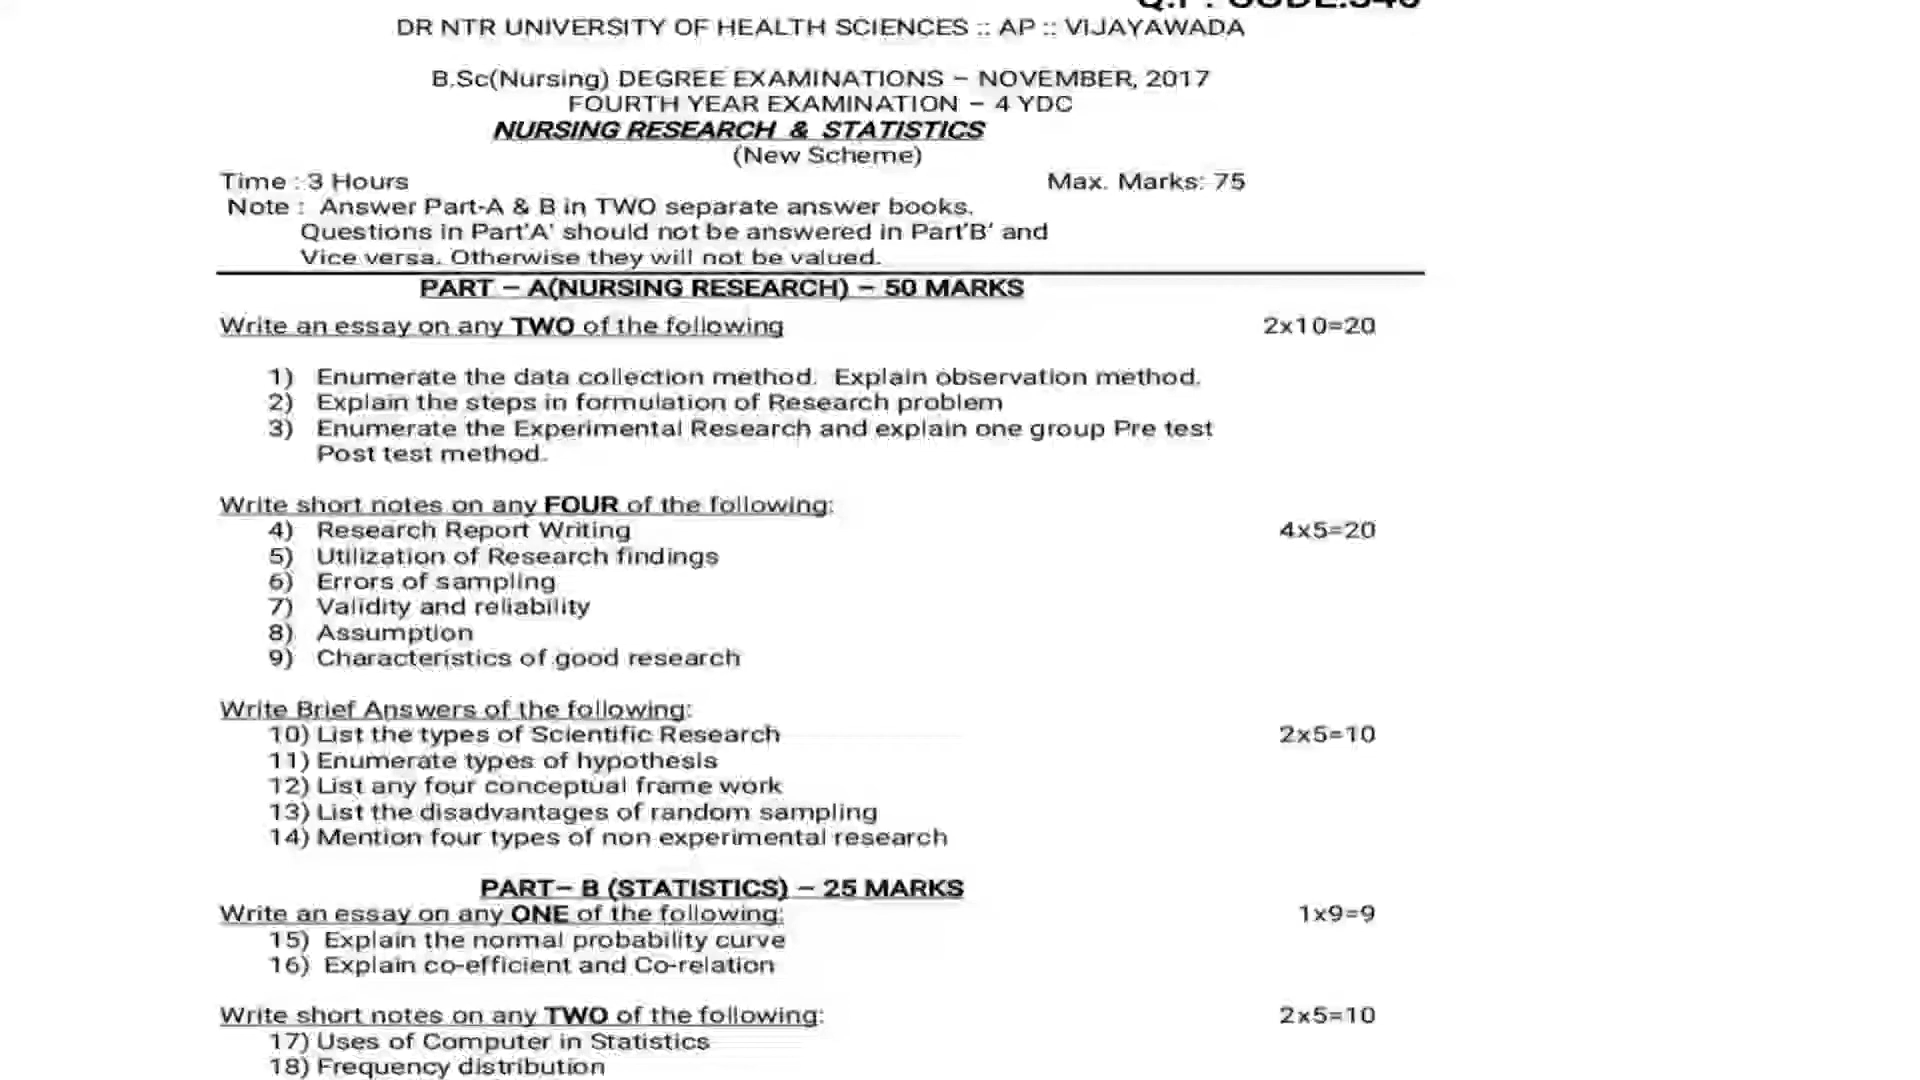 DR NTR UNIVERSITY OF HEALTH SCIENCES :: AP :: VIJAYAWADA
B.Sc(Nursing) DEGREE EXAMINATIONS – NOVEMBER, 2017
FOURTH YEAR EXAMINATION – 4 YDC
NURSING RESEARCH & STATISTICS
(New Scheme)
Time : 3 Hours Max. Marks: 75
Note : Answer Part-A & B in TWO separate answer books.
Questions in Part'A' should not be answered in Part'B' and
Vice versa. Otherwise they will not be valued.
PART – A(NURSING RESEARCH) – 50 MARKS
Write an essay on any TWO of the following 2x10=20
1) Enumerate the data collection method. Explain observation method.
2) Explain the steps in formulation of Research problem
3) Enumerate the Experimental Research and explain one group Pre test
Post test method.
Write short notes on any FOUR of the following:
4) Research Report Writing 4x5=20
5) Utilization of Research findings
6) Errors of sampling
7) Validity and reliability
8) Assumption
9) Characteristics of good research
Write Brief Answers of the following:
10) List the types of Scientific Research 2x5=10
11) Enumerate types of hypothesis
12) List any four conceptual frame work
13) List the disadvantages of random sampling
14) Mention four types of non experimental research
PART– B (STATISTICS) – 25 MARKS
Write an essay on any ONE of the following: 1x9=9
15) Explain the normal probability curve
16) Explain co-efficient and Co-relation
Write short notes on any TWO of the following: 2x5=10
17) Uses of Computer in Statistics
18) Frequency distribution